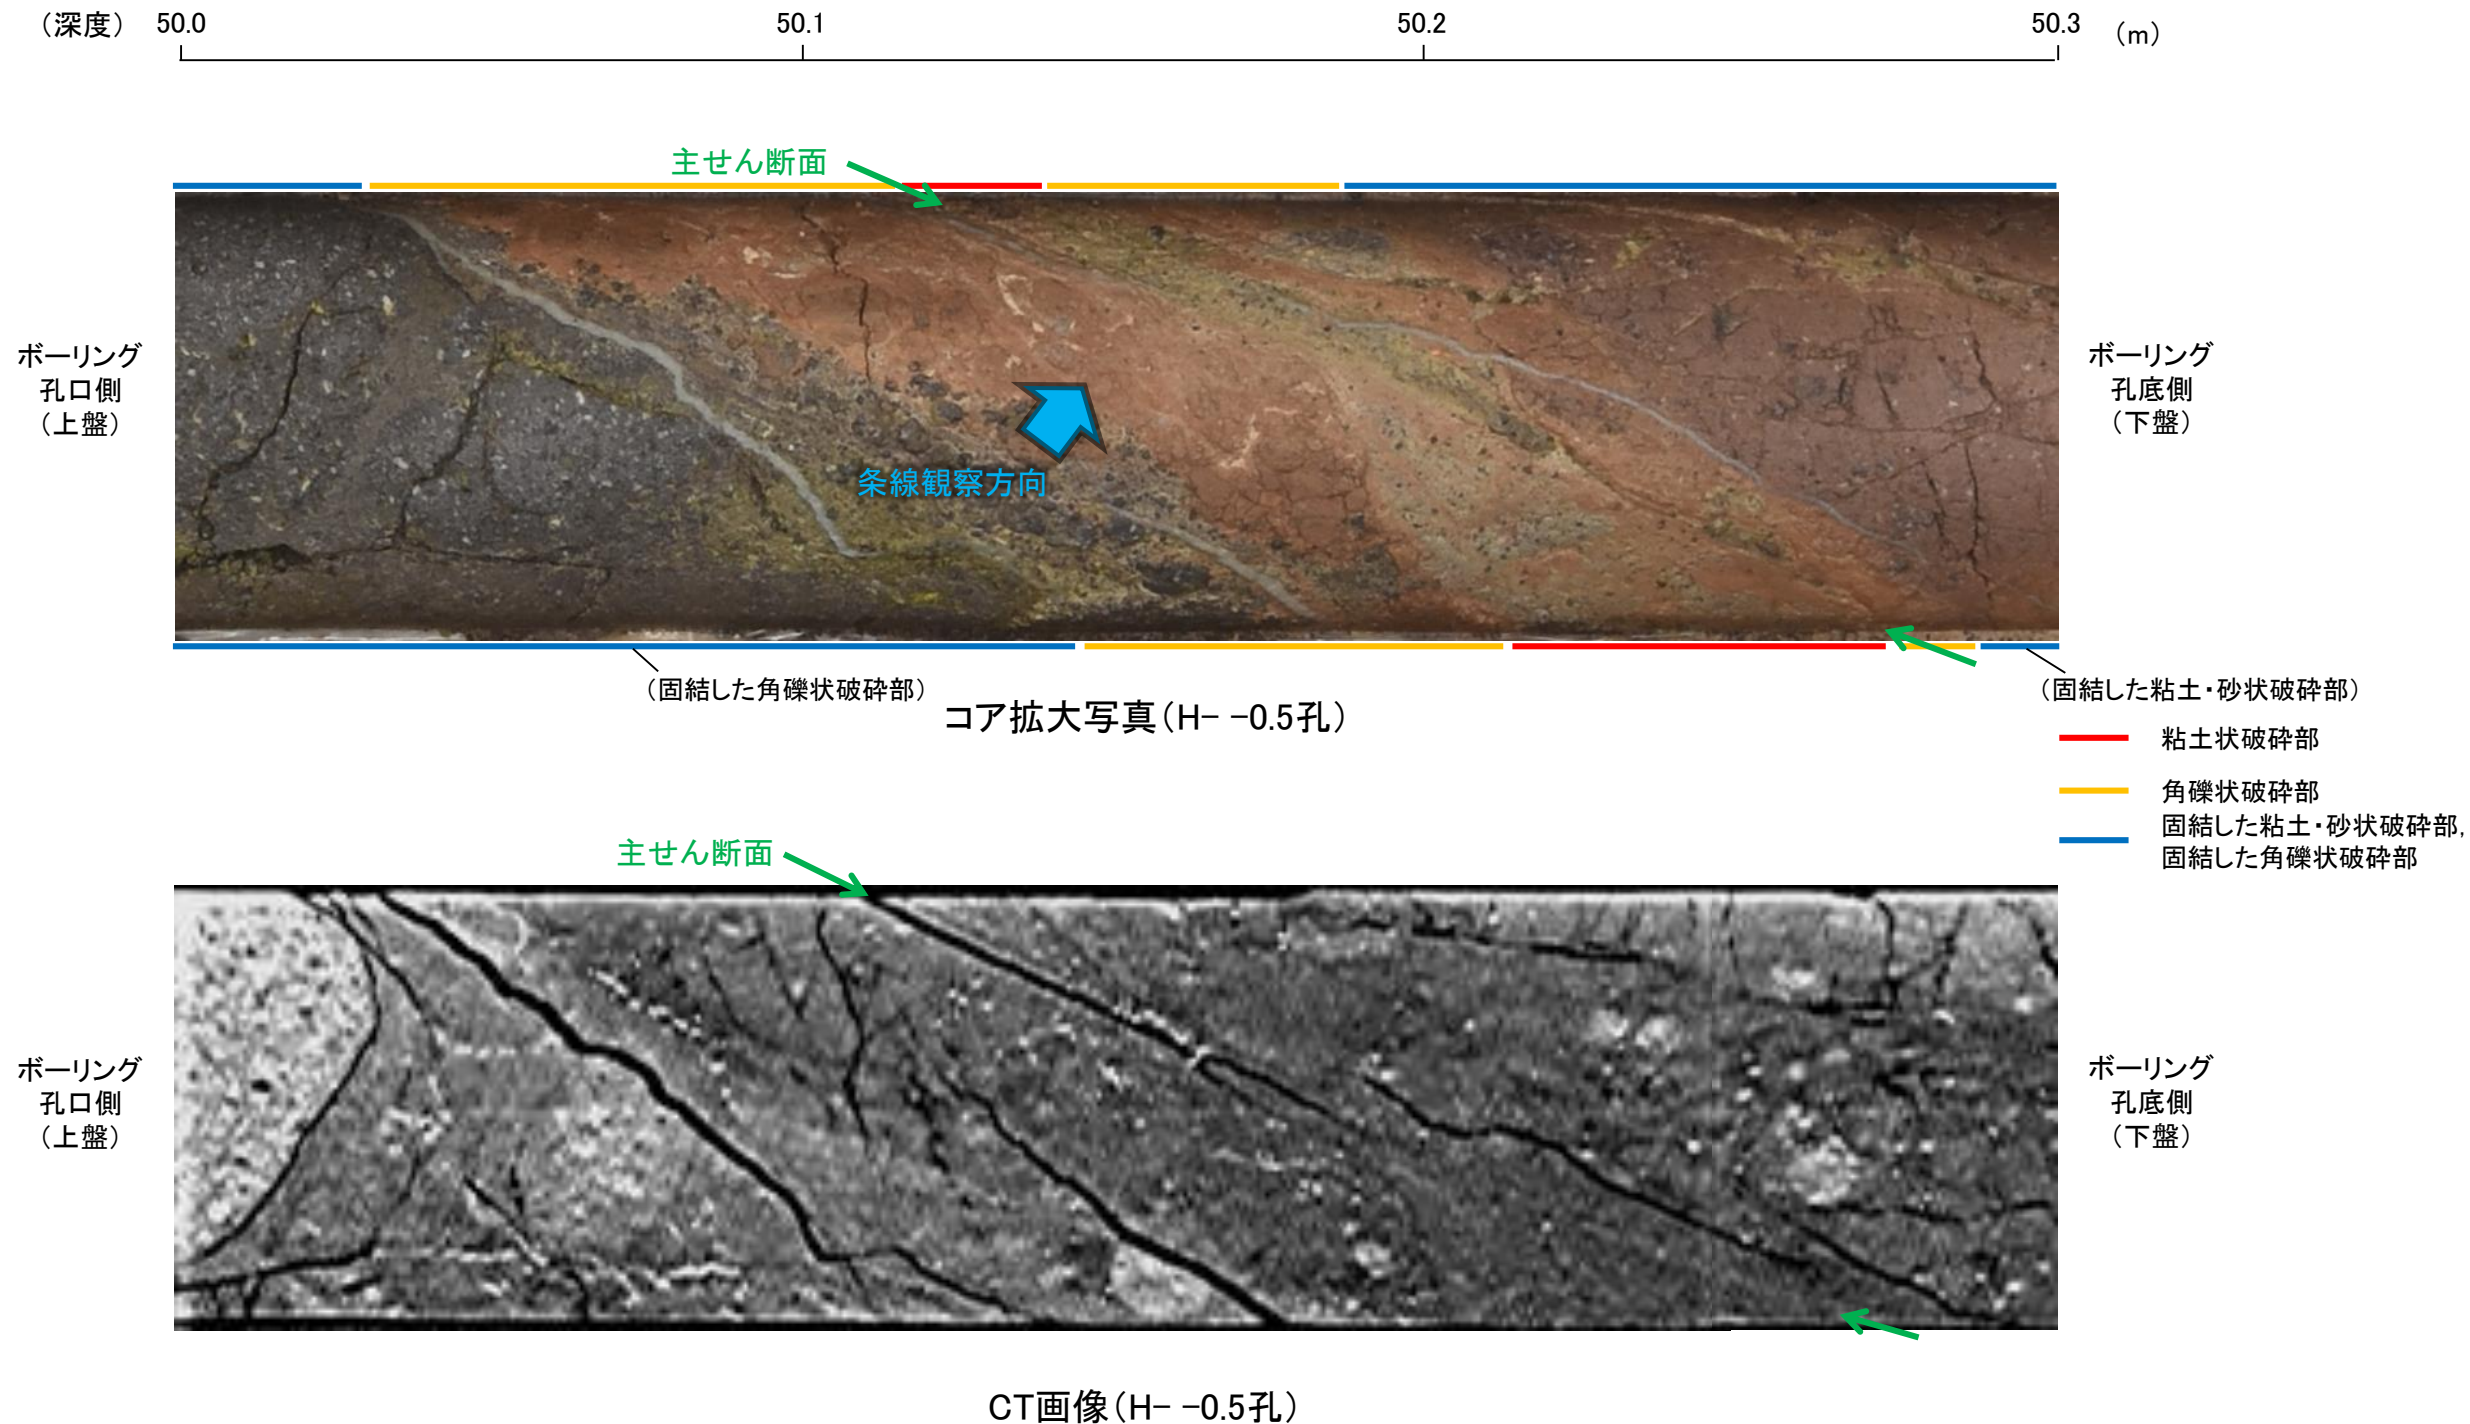 （深度） 50.0 50.1 50.2 50.3 （m）
主せん断面
ボーリング
孔口側
（上盤）
条線観察方向
ボーリング
孔底側
（下盤）
（固結した角礫状破砕部）
（固結した粘土・砂状破砕部）
コア拡大写真（H- -0.5孔）
粘土状破砕部
角礫状破砕部
固結した粘土・砂状破砕部,
固結した角礫状破砕部
主せん断面
ボーリング
孔口側
（上盤）
ボーリング
孔底側
（下盤）
CT画像（H- -0.5孔）